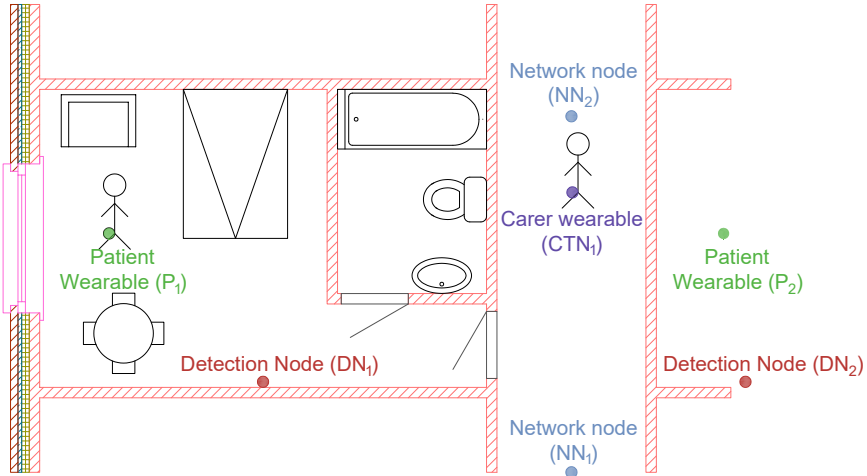 Network node
(NN₂)
Carer wearable
(CTN₁)
Patient
Wearable (P₁)
Patient
Wearable (P₂)
Detection Node (DN₁)
Detection Node (DN₂)
Network node
(NN₁)